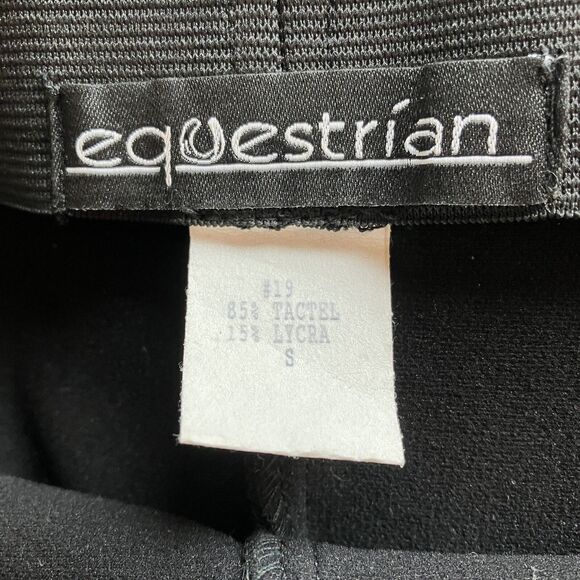 equestrian
#19
85% TACTEL
15% LYCRA
S